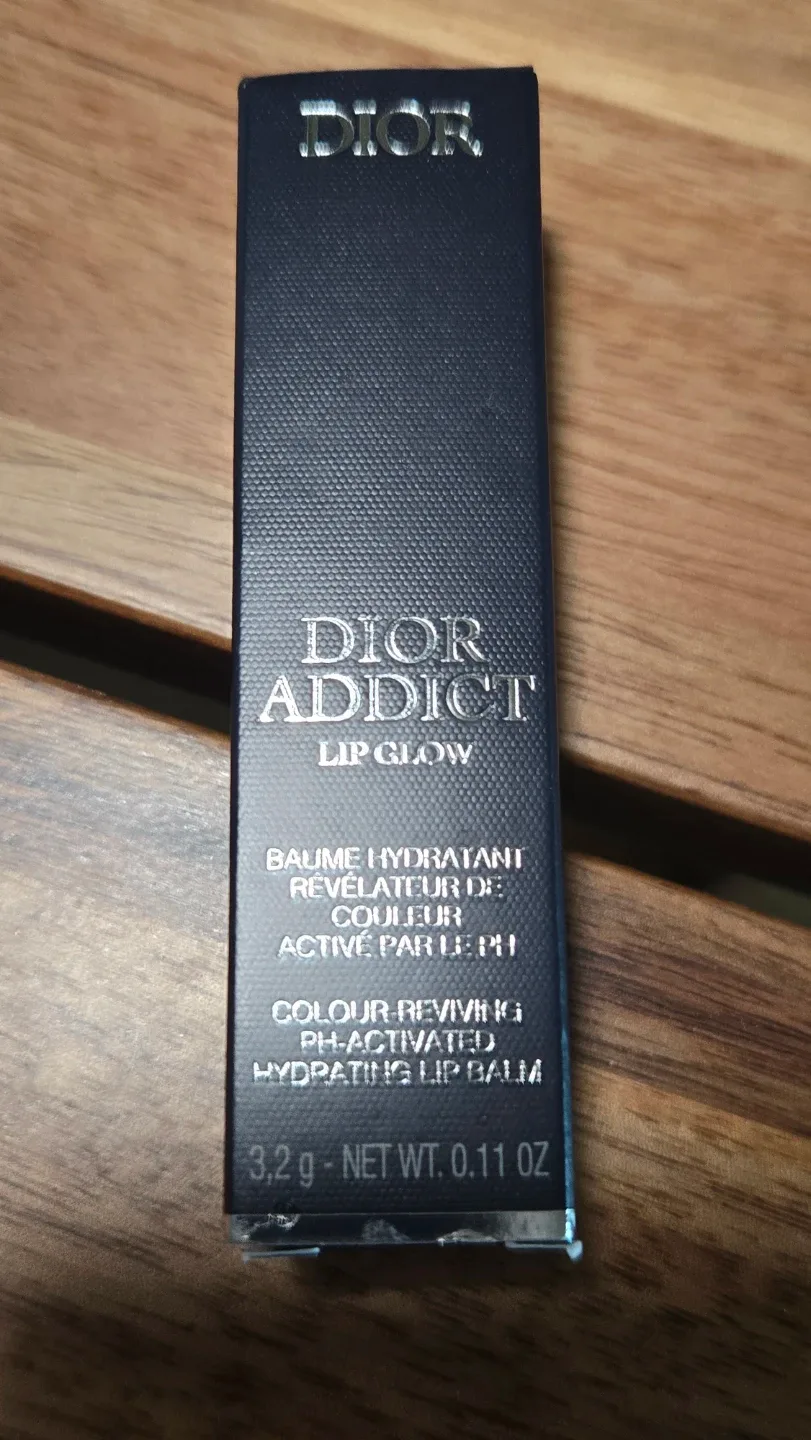 DIOR
DIOR
ADDICT
LIP GLOW
BAUME HYDRATANT
RÉVÉLATEUR DE
COULEUR
ACTIVÉ PAR LE PH
COLOUR-REVIVING
PH-ACTIVATED
HYDRATING LIP BALM
3,2 g - NET WT. 0.11 OZ